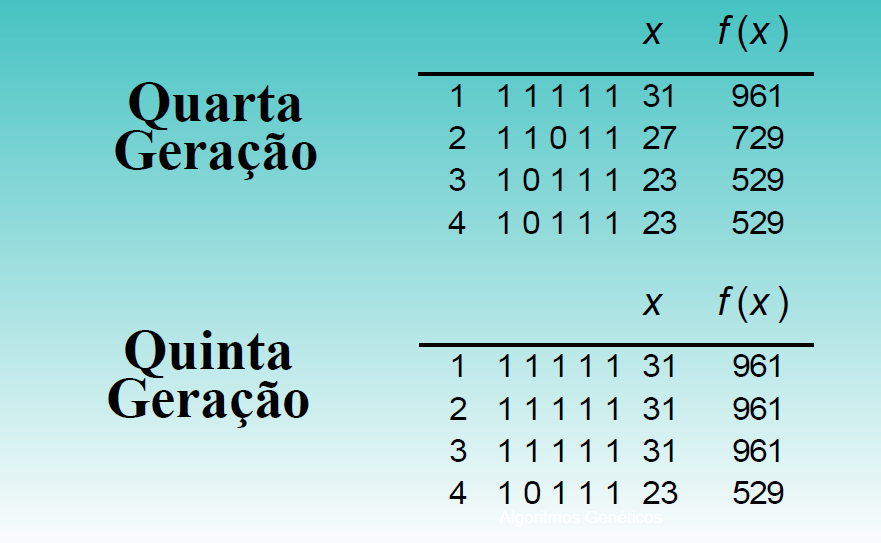 x f(x)
Quarta
Geração
1 1 1 1 1 1 31 961
2 1 1 0 1 1 27 729
3 1 0 1 1 1 23 529
4 1 0 1 1 1 23 529
x f(x)
Quinta
Geração
1 1 1 1 1 1 31 961
2 1 1 1 1 1 31 961
3 1 1 1 1 1 31 961
4 1 0 1 1 1 23 529
Algoritmos Genéticos